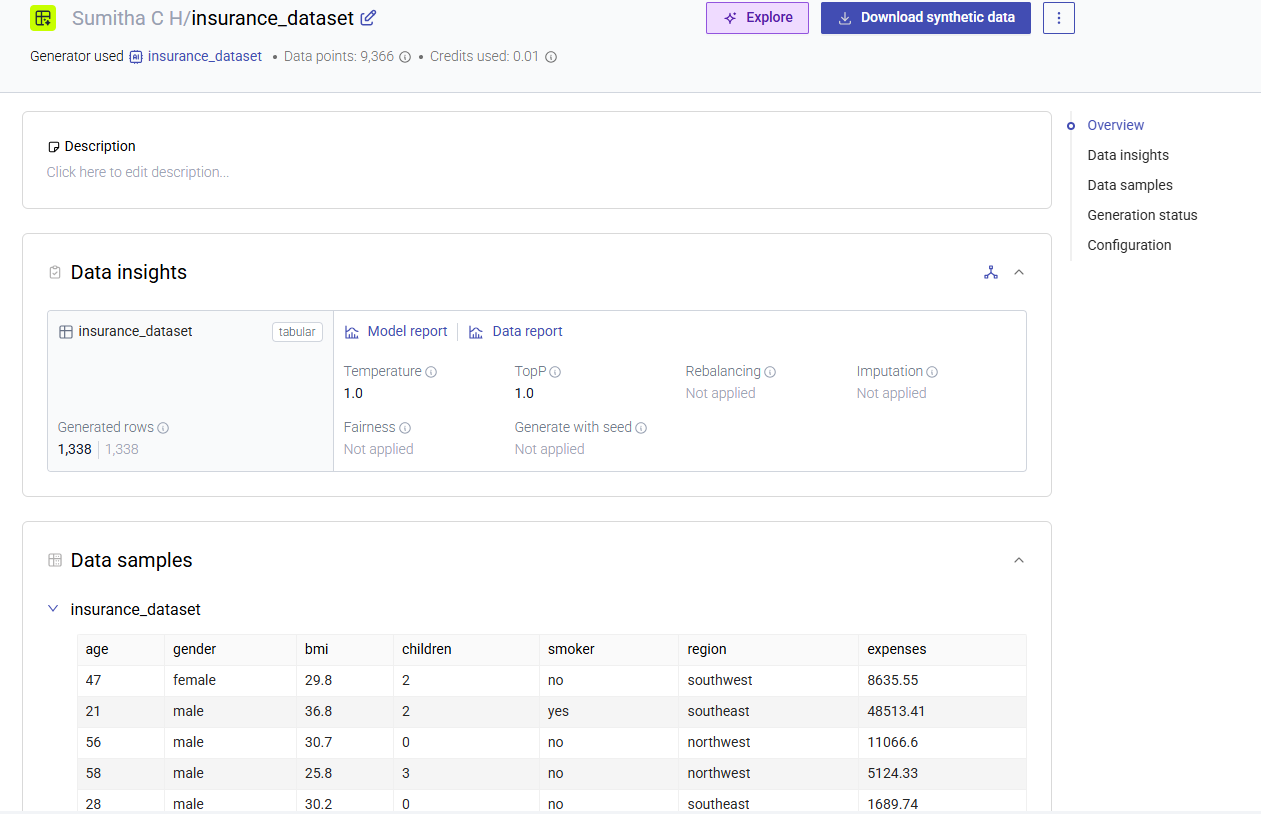 Sumitha C H/insurance_dataset
Explore
Download synthetic data
Generator used AI insurance_dataset • Data points: 9,366 • Credits used: 0.01
Overview
Data insights
Data samples
Generation status
Configuration
Description
Click here to edit description...
Data insights
insurance_dataset tabular
Model report Data report
Temperature TopP Rebalancing Imputation
1.0 1.0 Not applied Not applied
Generated rows
1,338 1,338
Fairness Generate with seed
Not applied Not applied
Data samples
insurance_dataset
age gender bmi children smoker region expenses
47 female 29.8 2 no southwest 8635.55
21 male 36.8 2 yes southeast 48513.41
56 male 30.7 0 no northwest 11066.6
58 male 25.8 3 no northwest 5124.33
28 male 30.2 0 no southeast 1689.74